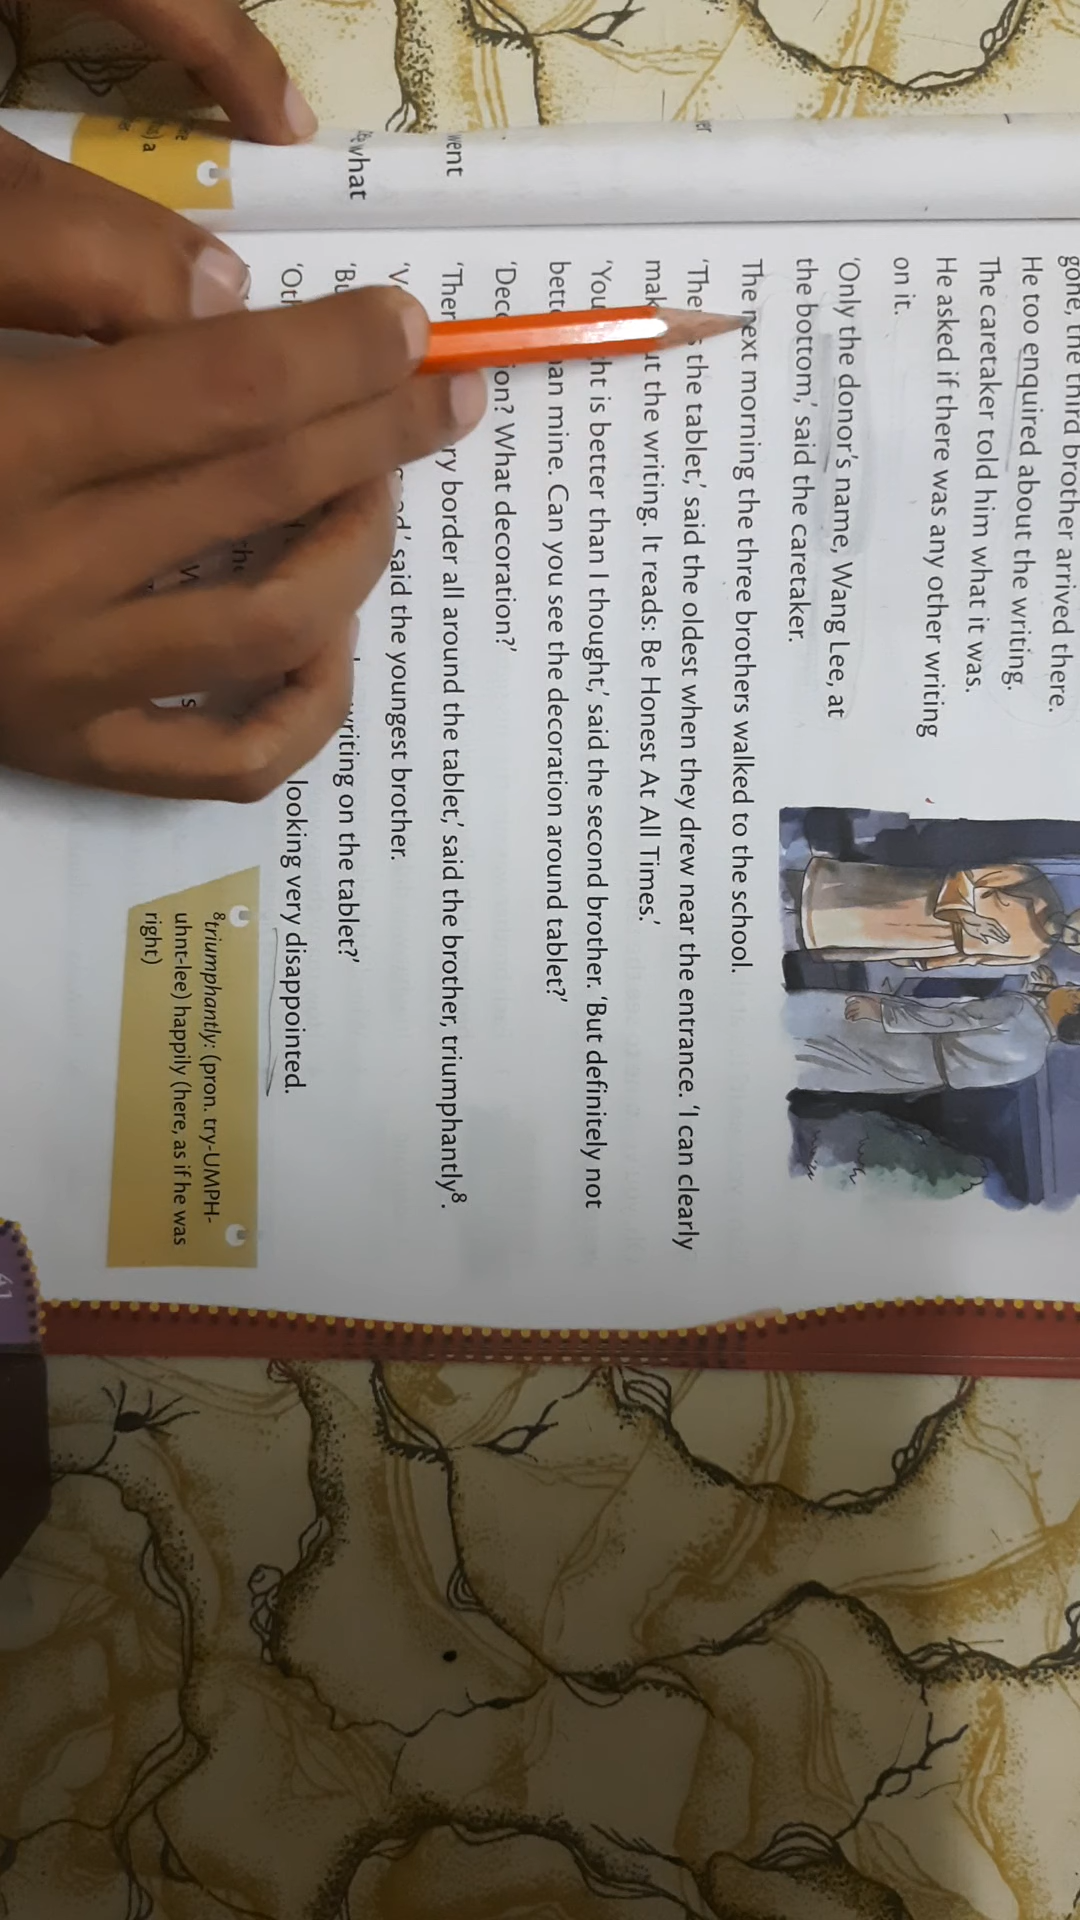 gone, the third brother arrived there.
He too enquired about the writing.
The caretaker told him what it was.
He asked if there was any other writing
on it.
'Only the donor's name, Wang Lee, at
the bottom,' said the caretaker.
The next morning the three brothers walked to the school.
the tablet,' said the oldest when they drew near the entrance. 'I can clearly
the writing. It reads: Be Honest At All Times.'
is better than I thought,' said the second brother. 'But definitely not
mine. Can you see the decoration around tablet?'
What decoration?'
border all around the tablet,' said the brother, triumphantly⁸.
said the youngest brother.
writing on the tablet?'
looking very disappointed.
⁸triumphantly: (pron. try-UMPH-
uhnt-lee) happily (here, as if he was
right)
went
what
a
41